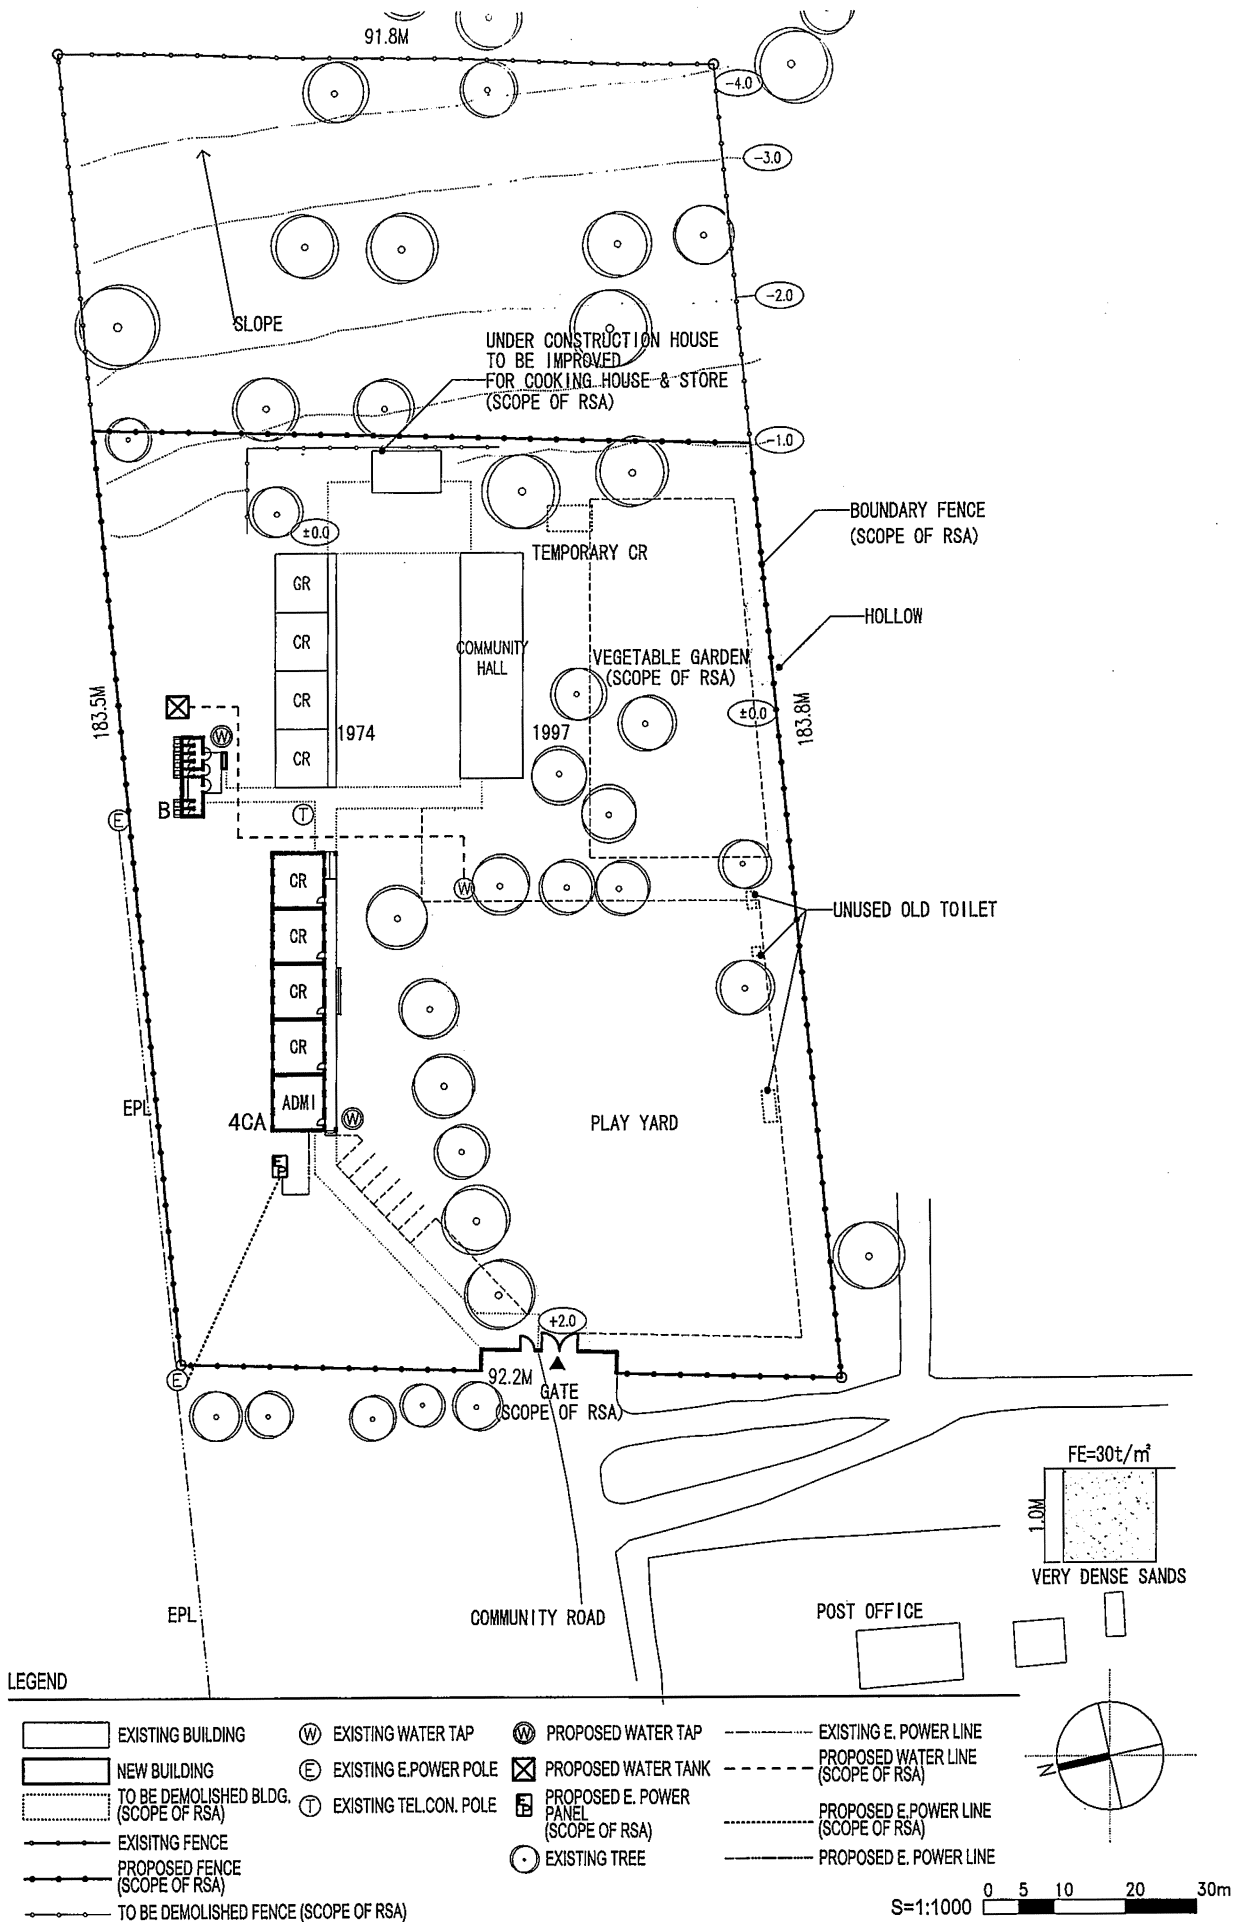 91.8M
-4.0
-3.0
-2.0
SLOPE
UNDER CONSTRUCTION HOUSE
TO BE IMPROVED
FOR COOKING HOUSE & STORE
(SCOPE OF RSA)
-1.0
BOUNDARY FENCE
(SCOPE OF RSA)
±0.0
TEMPORARY CR
GR
HOLLOW
CR
COMMUNITY
HALL
VEGETABLE GARDEN
(SCOPE OF RSA)
183.5M
CR
±0.0
183.8M
W
1974
1997
CR
B
E
T
CR
W
UNUSED OLD TOILET
CR
CR
CR
EPL
ADMI
4CA
W
PLAY YARD
EP
+2.0
E
92.2M
GATE
(SCOPE OF RSA)
FE=30t/㎡
1.0M
VERY DENSE SANDS
EPL
COMMUNITY ROAD
POST OFFICE
LEGEND
EXISTING BUILDING
NEW BUILDING
TO BE DEMOLISHED BLDG.
(SCOPE OF RSA)
EXISITNG FENCE
PROPOSED FENCE
(SCOPE OF RSA)
TO BE DEMOLISHED FENCE (SCOPE OF RSA)
W EXISTING WATER TAP
E EXISTING E.POWER POLE
T EXISTING TEL.CON. POLE
W PROPOSED WATER TAP
PROPOSED WATER TANK
EP PROPOSED E. POWER
PANEL
(SCOPE OF RSA)
EXISTING TREE
EXISTING E. POWER LINE
PROPOSED WATER LINE
(SCOPE OF RSA)
PROPOSED E.POWER LINE
(SCOPE OF RSA)
PROPOSED E. POWER LINE
N
S=1:1000
0 5 10 20 30m